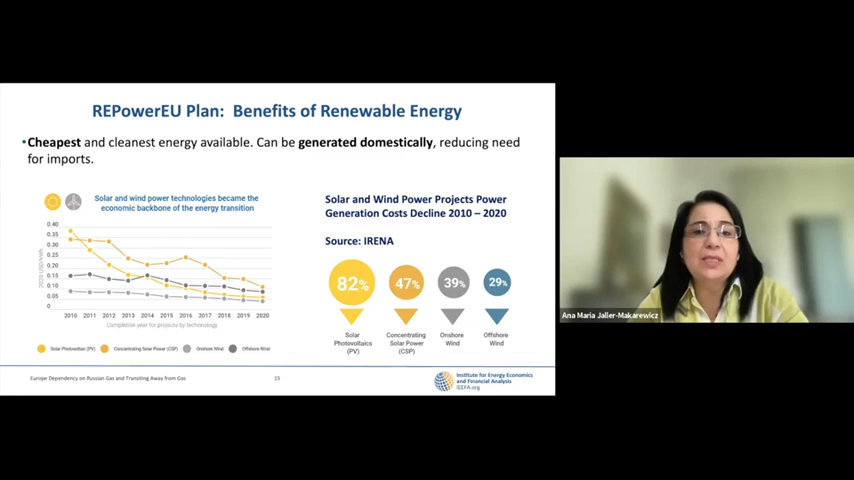 REPowerEU Plan: Benefits of Renewable Energy
•Cheapest and cleanest energy available. Can be generated domestically, reducing need
for imports.
Solar and wind power technologies became the
economic backbone of the energy transition
0.40
0.35
0.30
0.25
0.20
0.15
0.10
0.05
0
2020 USD/kWh
2010 2011 2012 2013 2014 2015 2016 2017 2018 2019 2020
Completion year for projects by technology
Solar Photovoltaic (PV) Concentrating Solar Power (CSP) Onshore Wind Offshore Wind
Solar and Wind Power Projects Power
Generation Costs Decline 2010 – 2020
Source: IRENA
82% 47% 39% 29%
Solar
Photovoltaics
(PV)
Concentrating
Solar Power
(CSP)
Onshore
Wind
Offshore
Wind
Europe Dependency on Russian Gas and Transiting Away from Gas
15
Institute for Energy Economics
and Financial Analysis
IEEFA.org
Ana Maria Jaller-Makarewicz